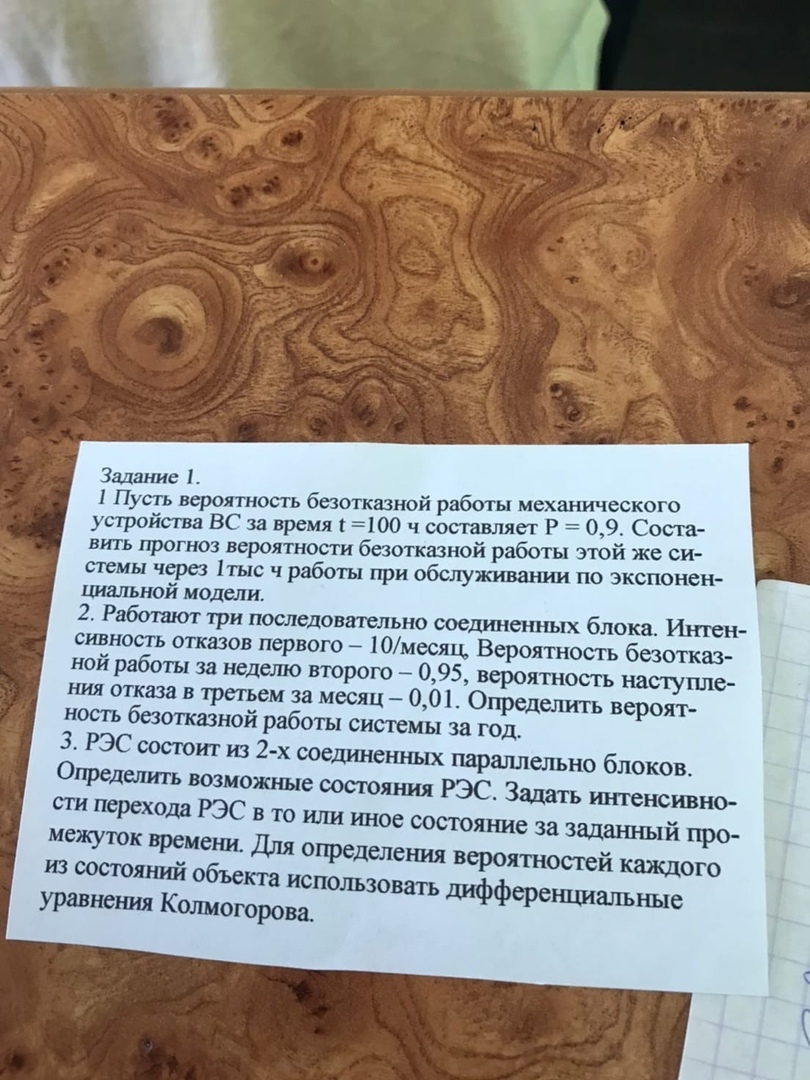 Задание 1.
1 Пусть вероятность безотказной работы механического
устройства ВС за время t =100 ч составляет P = 0,9. Соста-
вить прогноз вероятности безотказной работы этой же си-
стемы через 1тыс ч работы при обслуживании по экспонен-
циальной модели.
2. Работают три последовательно соединенных блока. Интен-
сивность отказов первого – 10/месяц, Вероятность безотказ-
ной работы за неделю второго – 0,95, вероятность наступле-
ния отказа в третьем за месяц – 0,01. Определить вероят-
ность безотказной работы системы за год.
3. РЭС состоит из 2-х соединенных параллельно блоков.
Определить возможные состояния РЭС. Задать интенсивно-
сти перехода РЭС в то или иное состояние за заданный про-
межуток времени. Для определения вероятностей каждого
из состояний объекта использовать дифференциальные
уравнения Колмогорова.